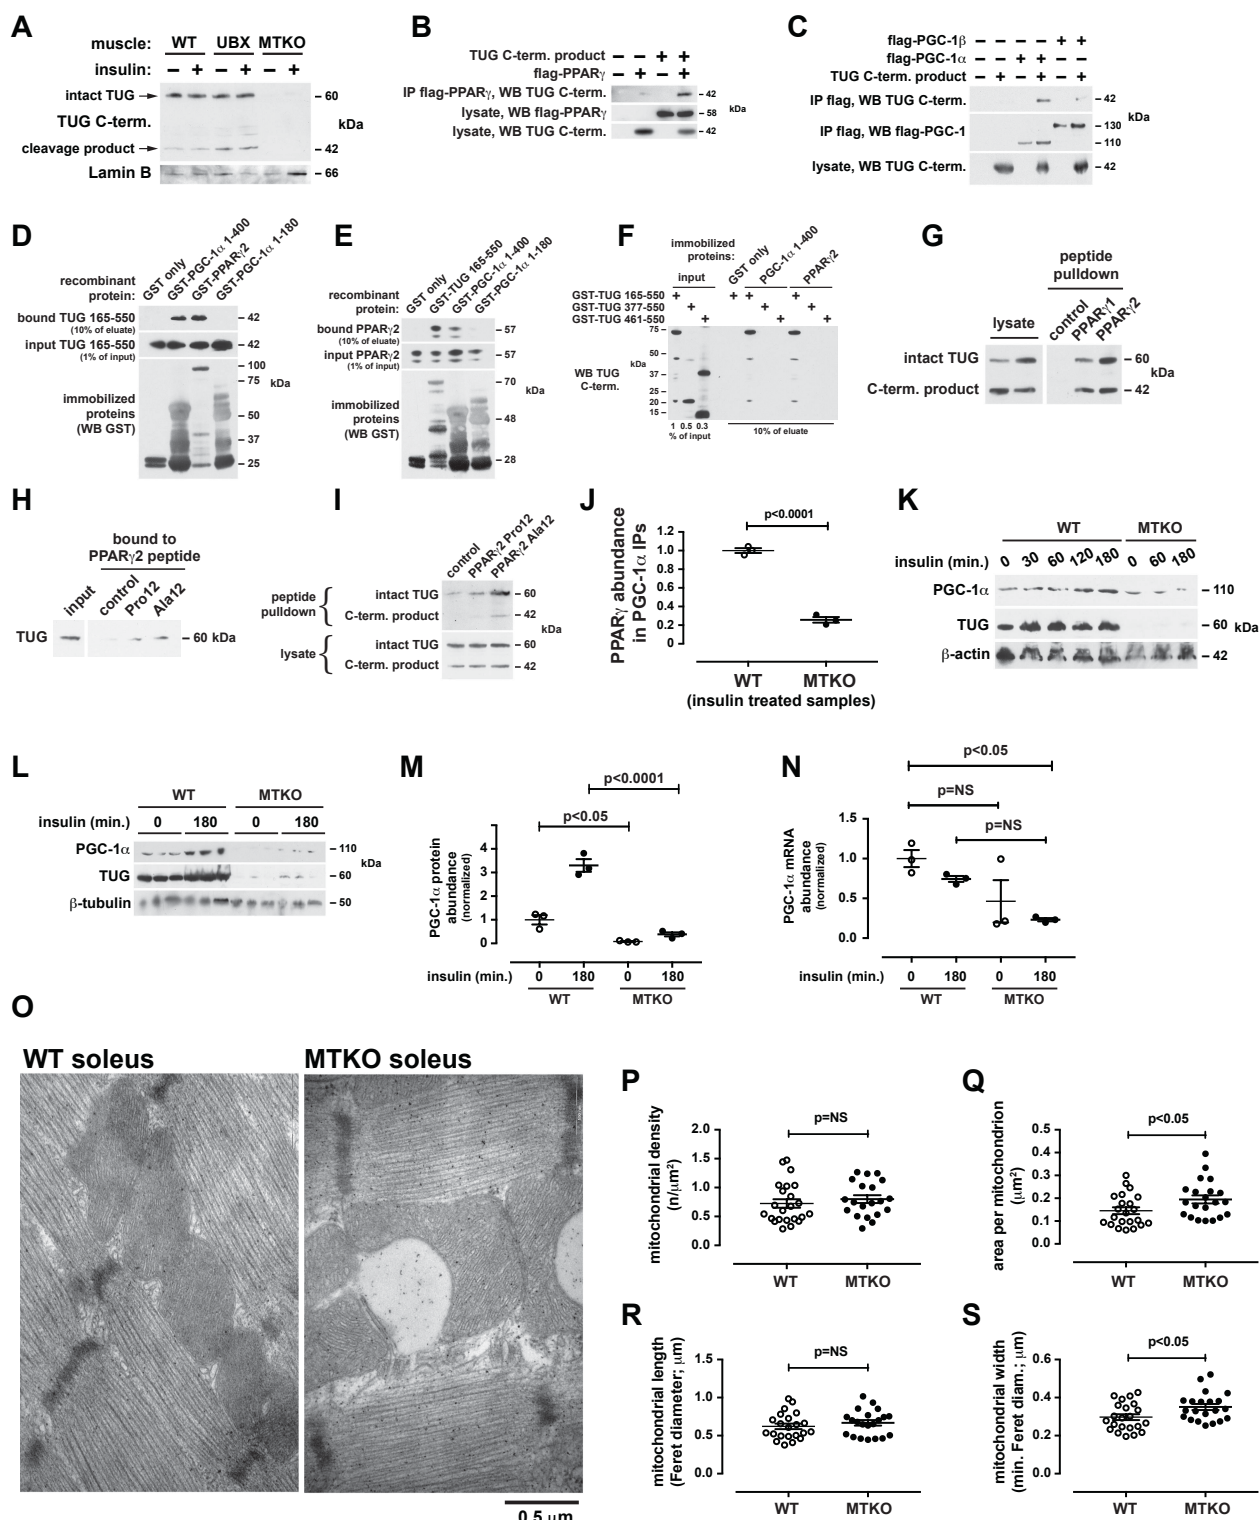 A
muscle: WT UBX MTKO
insulin: – + – + – +
intact TUG – 60
TUG C-term. kDa
cleavage product – 42
Lamin B – 66
B
TUG C-term. product – – + +
flag-PPARγ – + – +
IP flag-PPARγ, WB TUG C-term. – 42
lysate, WB flag-PPARγ – 58 kDa
lysate, WB TUG C-term. – 42
C
flag-PGC-1β – – – – + +
flag-PGC-1α – – + + – –
TUG C-term. product – + – + – +
IP flag, WB TUG C-term. – 42
kDa
IP flag, WB flag-PGC-1 – 130
– 110
lysate, WB TUG C-term. – 42
D
recombinant protein: GST only GST-PGC-1α 1-400 GST-PPARγ2 GST-PGC-1α 1-180
bound TUG 165-550 – 42
(10% of eluate)
input TUG 165-550 – 42
(1% of input)
– 100
– 75 kDa
immobilized – 50
proteins
(WB GST) – 37
– 25
E
recombinant protein: GST only GST-TUG 165-550 GST-PGC-1α 1-400 GST-PGC-1α 1-180
bound PPARγ2 – 57
(10% of eluate)
input PPARγ2 – 57
(1% of input)
– 70
kDa
immobilized – 48
proteins
(WB GST)
– 28
F
immobilized proteins: GST only PGC-1α 1-400 PPARγ2
input
GST-TUG 165-550 + + + +
GST-TUG 377-550 + + +
GST-TUG 461-550 + + +
75
50
kDa
WB TUG 37
C-term.
25
20
15
1 0.5 0.3
% of input 10% of eluate
G
peptide
pulldown
lysate control PPARγ1 PPARγ2
intact TUG – 60
kDa
C-term. product – 42
H
bound to
PPARγ2 peptide
input control Pro12 Ala12
TUG – 60 kDa
I
control PPARγ2 Pro12 PPARγ2 Ala12
peptide pulldown
intact TUG – 60
C-term. product – 42
kDa
lysate
intact TUG – 60
C-term. product – 42
J
p<0.0001
PPARγ abundance
in PGC-1α IPs
1.2
1.0
0.8
0.6
0.4
0.2
0
WT MTKO
(insulin treated samples)
K
WT MTKO
insulin (min.) 0 30 60 120 180 0 60 180
PGC-1α – 110
TUG – 60 kDa
β-actin – 42
L
WT MTKO
insulin (min.) 0 180 0 180
PGC-1α – 110
kDa
TUG – 60
β-tubulin – 50
M
p<0.0001
p<0.05
PGC-1α protein
abundance
(normalized)
4
3
2
1
0
insulin (min.) 0 180 0 180
WT MTKO
N
p<0.05
p=NS
p=NS
PGC-1α mRNA
abundance
(normalized)
1.5
1.0
0.5
0.0
insulin (min.) 0 180 0 180
WT MTKO
O
WT soleus MTKO soleus
0.5 μm
P
p=NS
mitochondrial density
(n/μm²)
2.0
1.5
1.0
0.5
0.0
WT MTKO
Q
p<0.05
area per mitochondrion
(μm²)
0.5
0.4
0.3
0.2
0.1
0.0
WT MTKO
R
p=NS
mitochondrial length
(Feret diameter; μm)
1.5
1.0
0.5
0.0
WT MTKO
S
p<0.05
mitochondrial width
(min. Feret diam.; μm)
0.6
0.4
0.2
0.0
WT MTKO